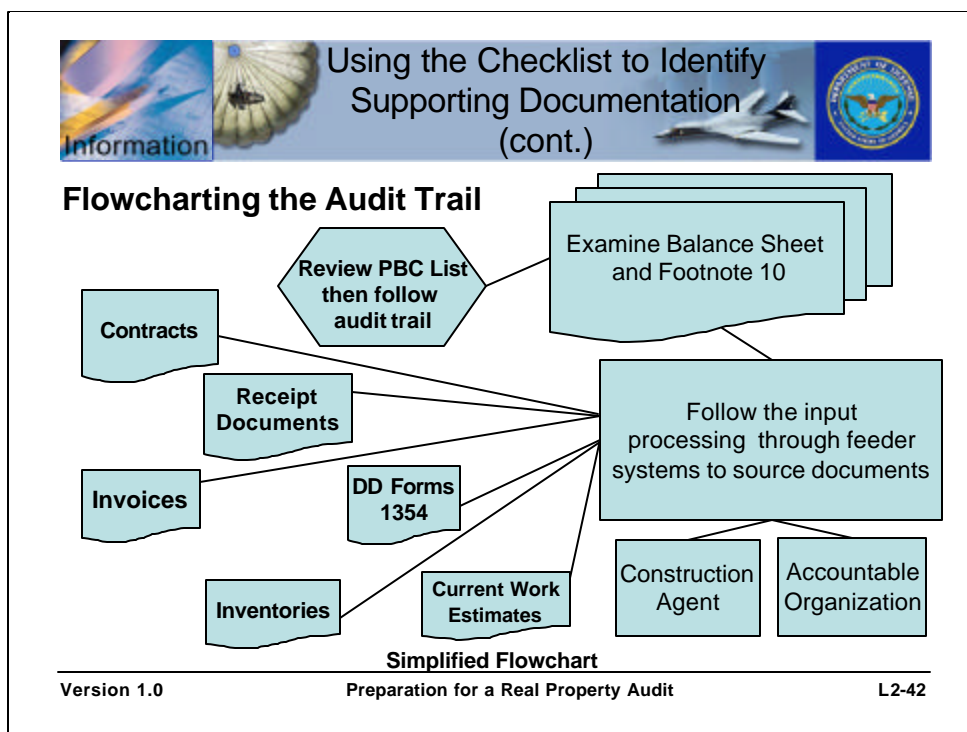 Using the Checklist to Identify
Supporting Documentation
(cont.)
Information
Flowcharting the Audit Trail
Review PBC List
then follow
audit trail
Examine Balance Sheet
and Footnote 10
Contracts
Receipt
Documents
Follow the input
processing through feeder
systems to source documents
Invoices
DD Forms
1354
Inventories
Current Work
Estimates
Construction
Agent
Accountable
Organization
Simplified Flowchart
Version 1.0
Preparation for a Real Property Audit
L2-42